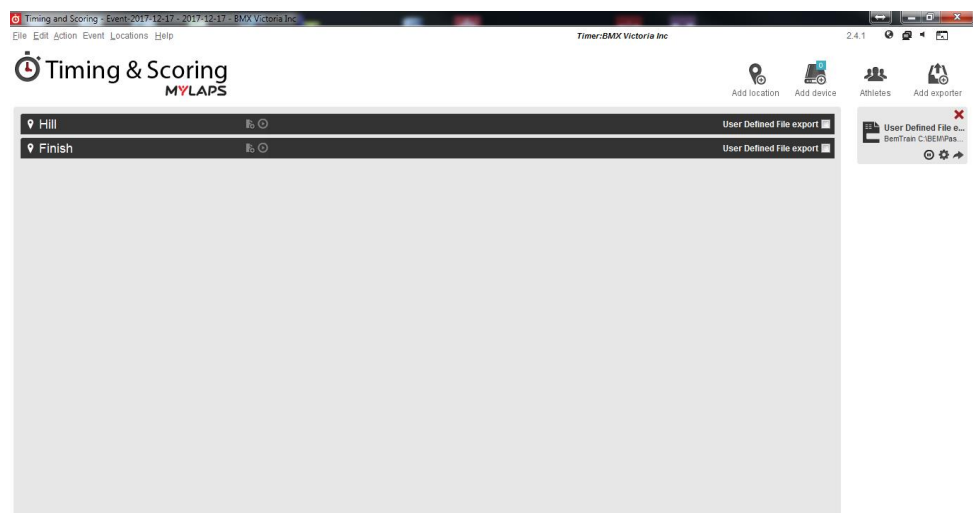 Timing and Scoring - Event-2017-12-17 - 2017-12-17 - BMX Victoria Inc
File Edit Action Event Locations Help
Timer:BMX Victoria Inc
2.4.1
Timing & Scoring
MYLAPS
Add location
0
Add device
Athletes
Add exporter
Hill
User Defined File export
Finish
User Defined File export
User Defined File e...
BemTrain C:\BEM\Pas...